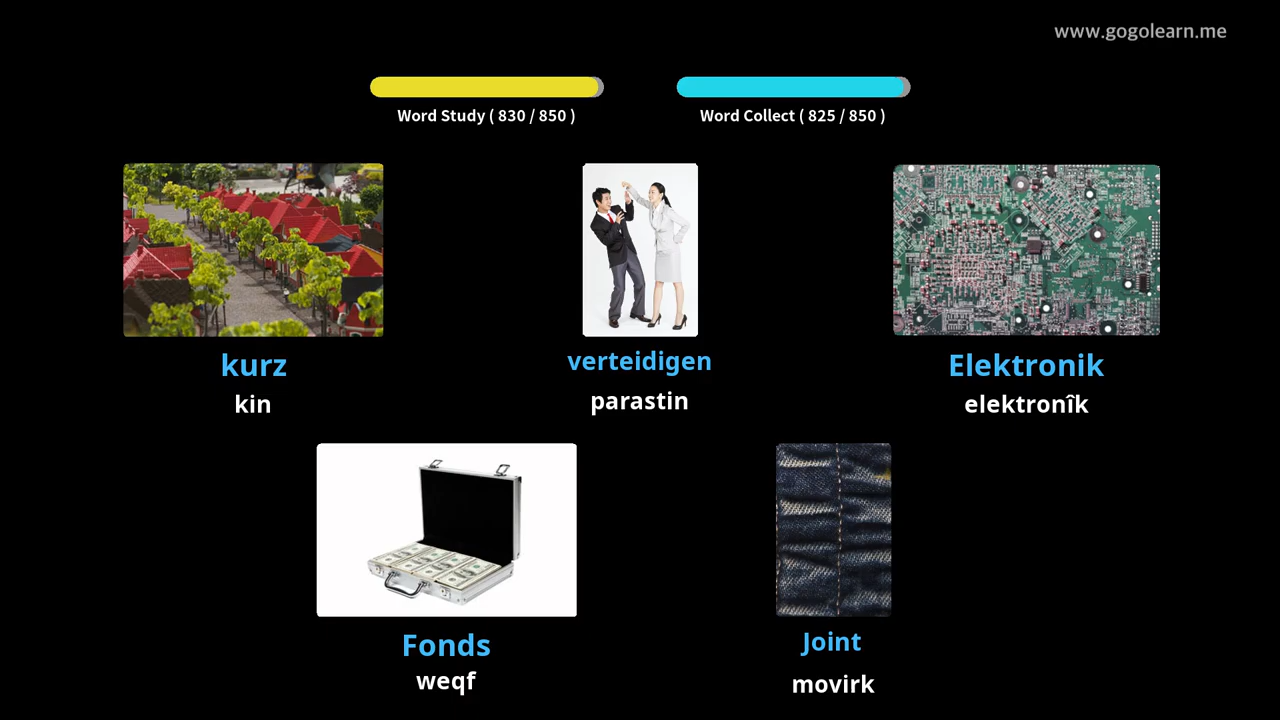 www.gogolearn.me
Word Study ( 830 / 850 )
Word Collect ( 825 / 850 )
kurz
kin
verteidigen
parastin
Elektronik
elektronîk
Fonds
weqf
Joint
movirk